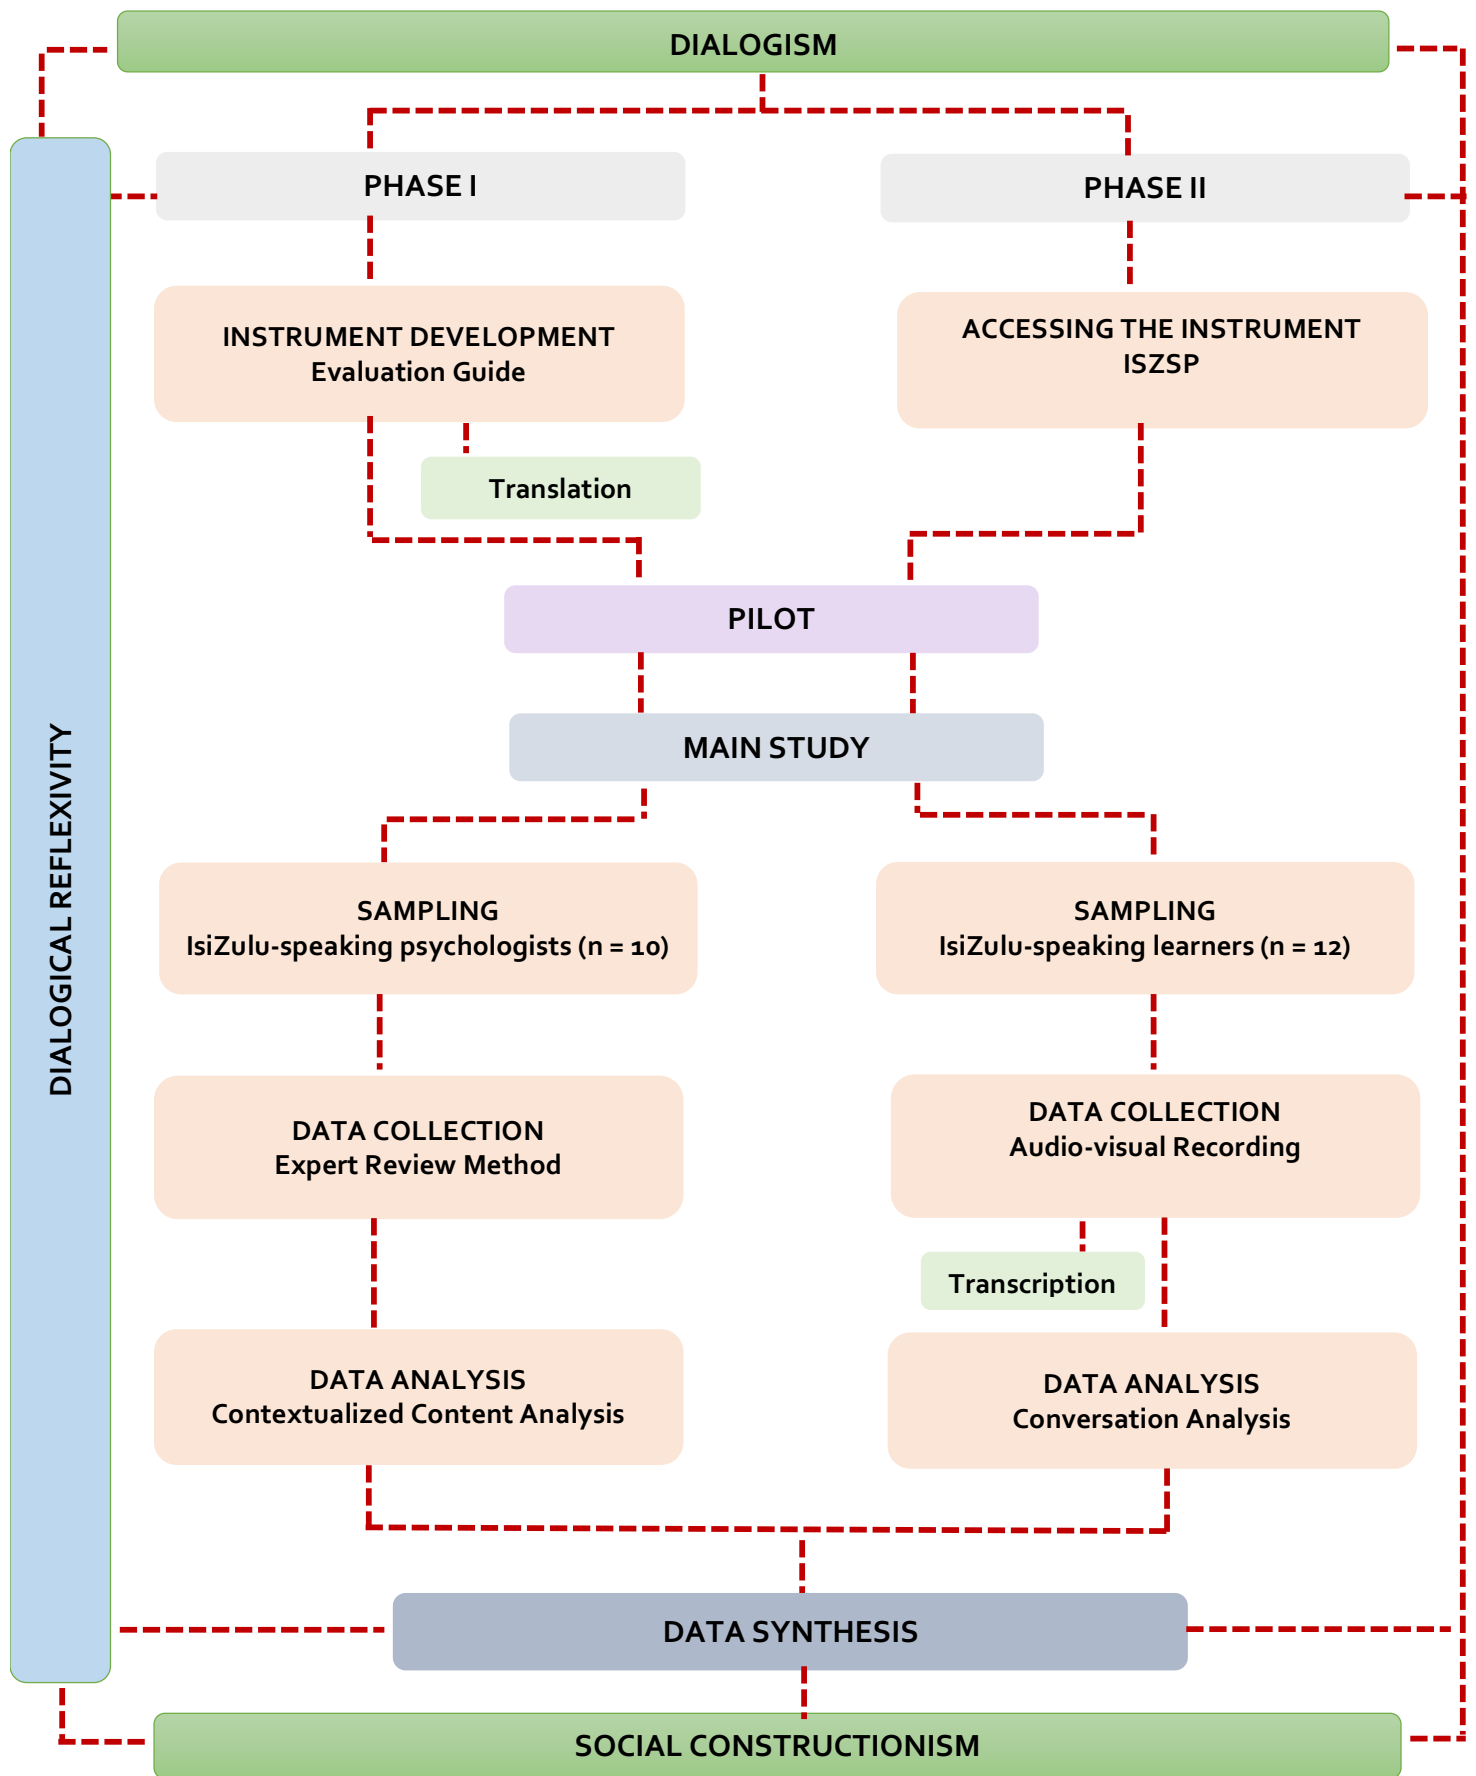 DIALOGISM
PHASE I
PHASE II
INSTRUMENT DEVELOPMENT
Evaluation Guide
ACCESSING THE INSTRUMENT
ISZSP
Translation
PILOT
MAIN STUDY
DIALOGICAL REFLEXIVITY
SAMPLING
IsiZulu-speaking psychologists (n = 10)
SAMPLING
IsiZulu-speaking learners (n = 12)
DATA COLLECTION
Expert Review Method
DATA COLLECTION
Audio-visual Recording
Transcription
DATA ANALYSIS
Contextualized Content Analysis
DATA ANALYSIS
Conversation Analysis
DATA SYNTHESIS
SOCIAL CONSTRUCTIONISM